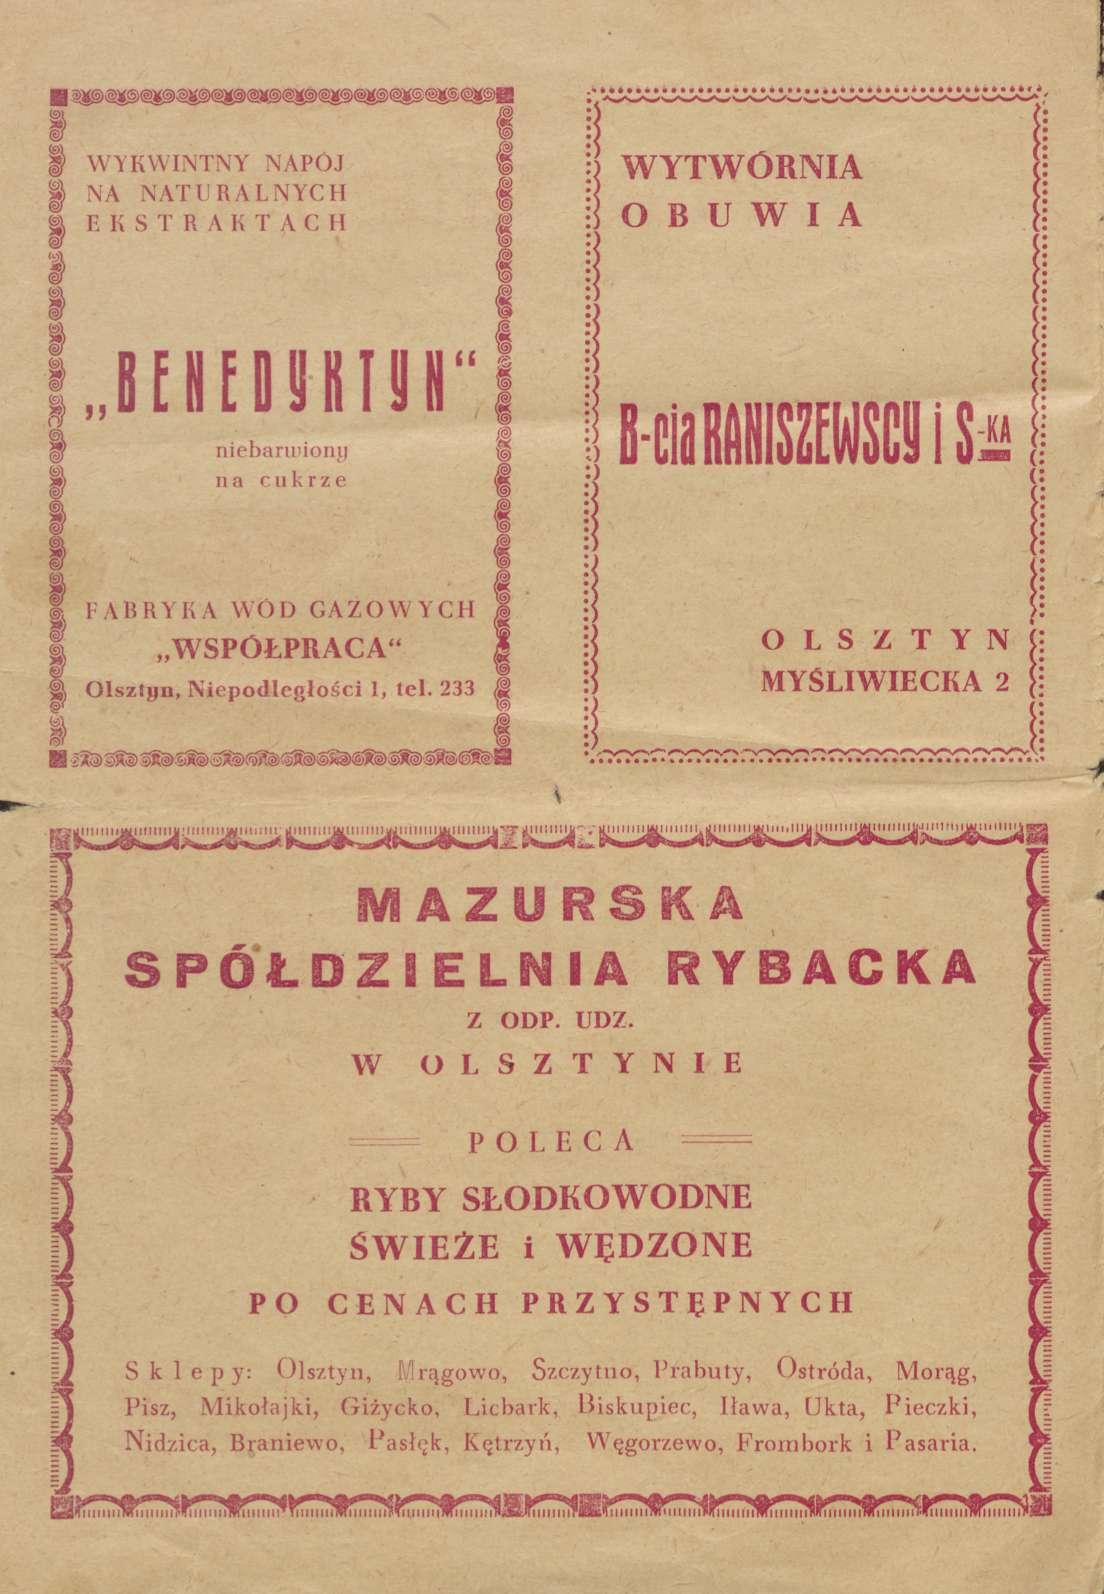 WYKWINTNY NAPÓJ
NA NATURALNYCH
EKSTRAKTACH
„BENEDYKTYN“
niebarwiony
na cukrze
FABRYKA WÓD GAZOWYCH
„WSPÓŁPRACA“
Olsztyn, Niepodległości 1, tel. 233
WYTWÓRNIA
OBUWIA
B-cia RANISZEWSCY i S-KA
OLSZTYN
MYŚLIWIECKA 2
MAZURSKA
SPÓŁDZIELNIA RYBACKA
Z ODP. UDZ.
W OLSZTYNIE
POLECA
RYBY SŁODKOWODNE
ŚWIEŻE i WĘDZONE
PO CENACH PRZYSTĘPNYCH
Sklepy: Olsztyn, Mrągowo, Szczytno, Prabuty, Ostróda, Morąg,
Pisz, Mikołajki, Giżycko, Licbark, Biskupiec, Iława, Ukta, Pieczki,
Nidzica, Braniewo, Pasłęk, Kętrzyń, Węgorzewo, Frombork i Pasaria.